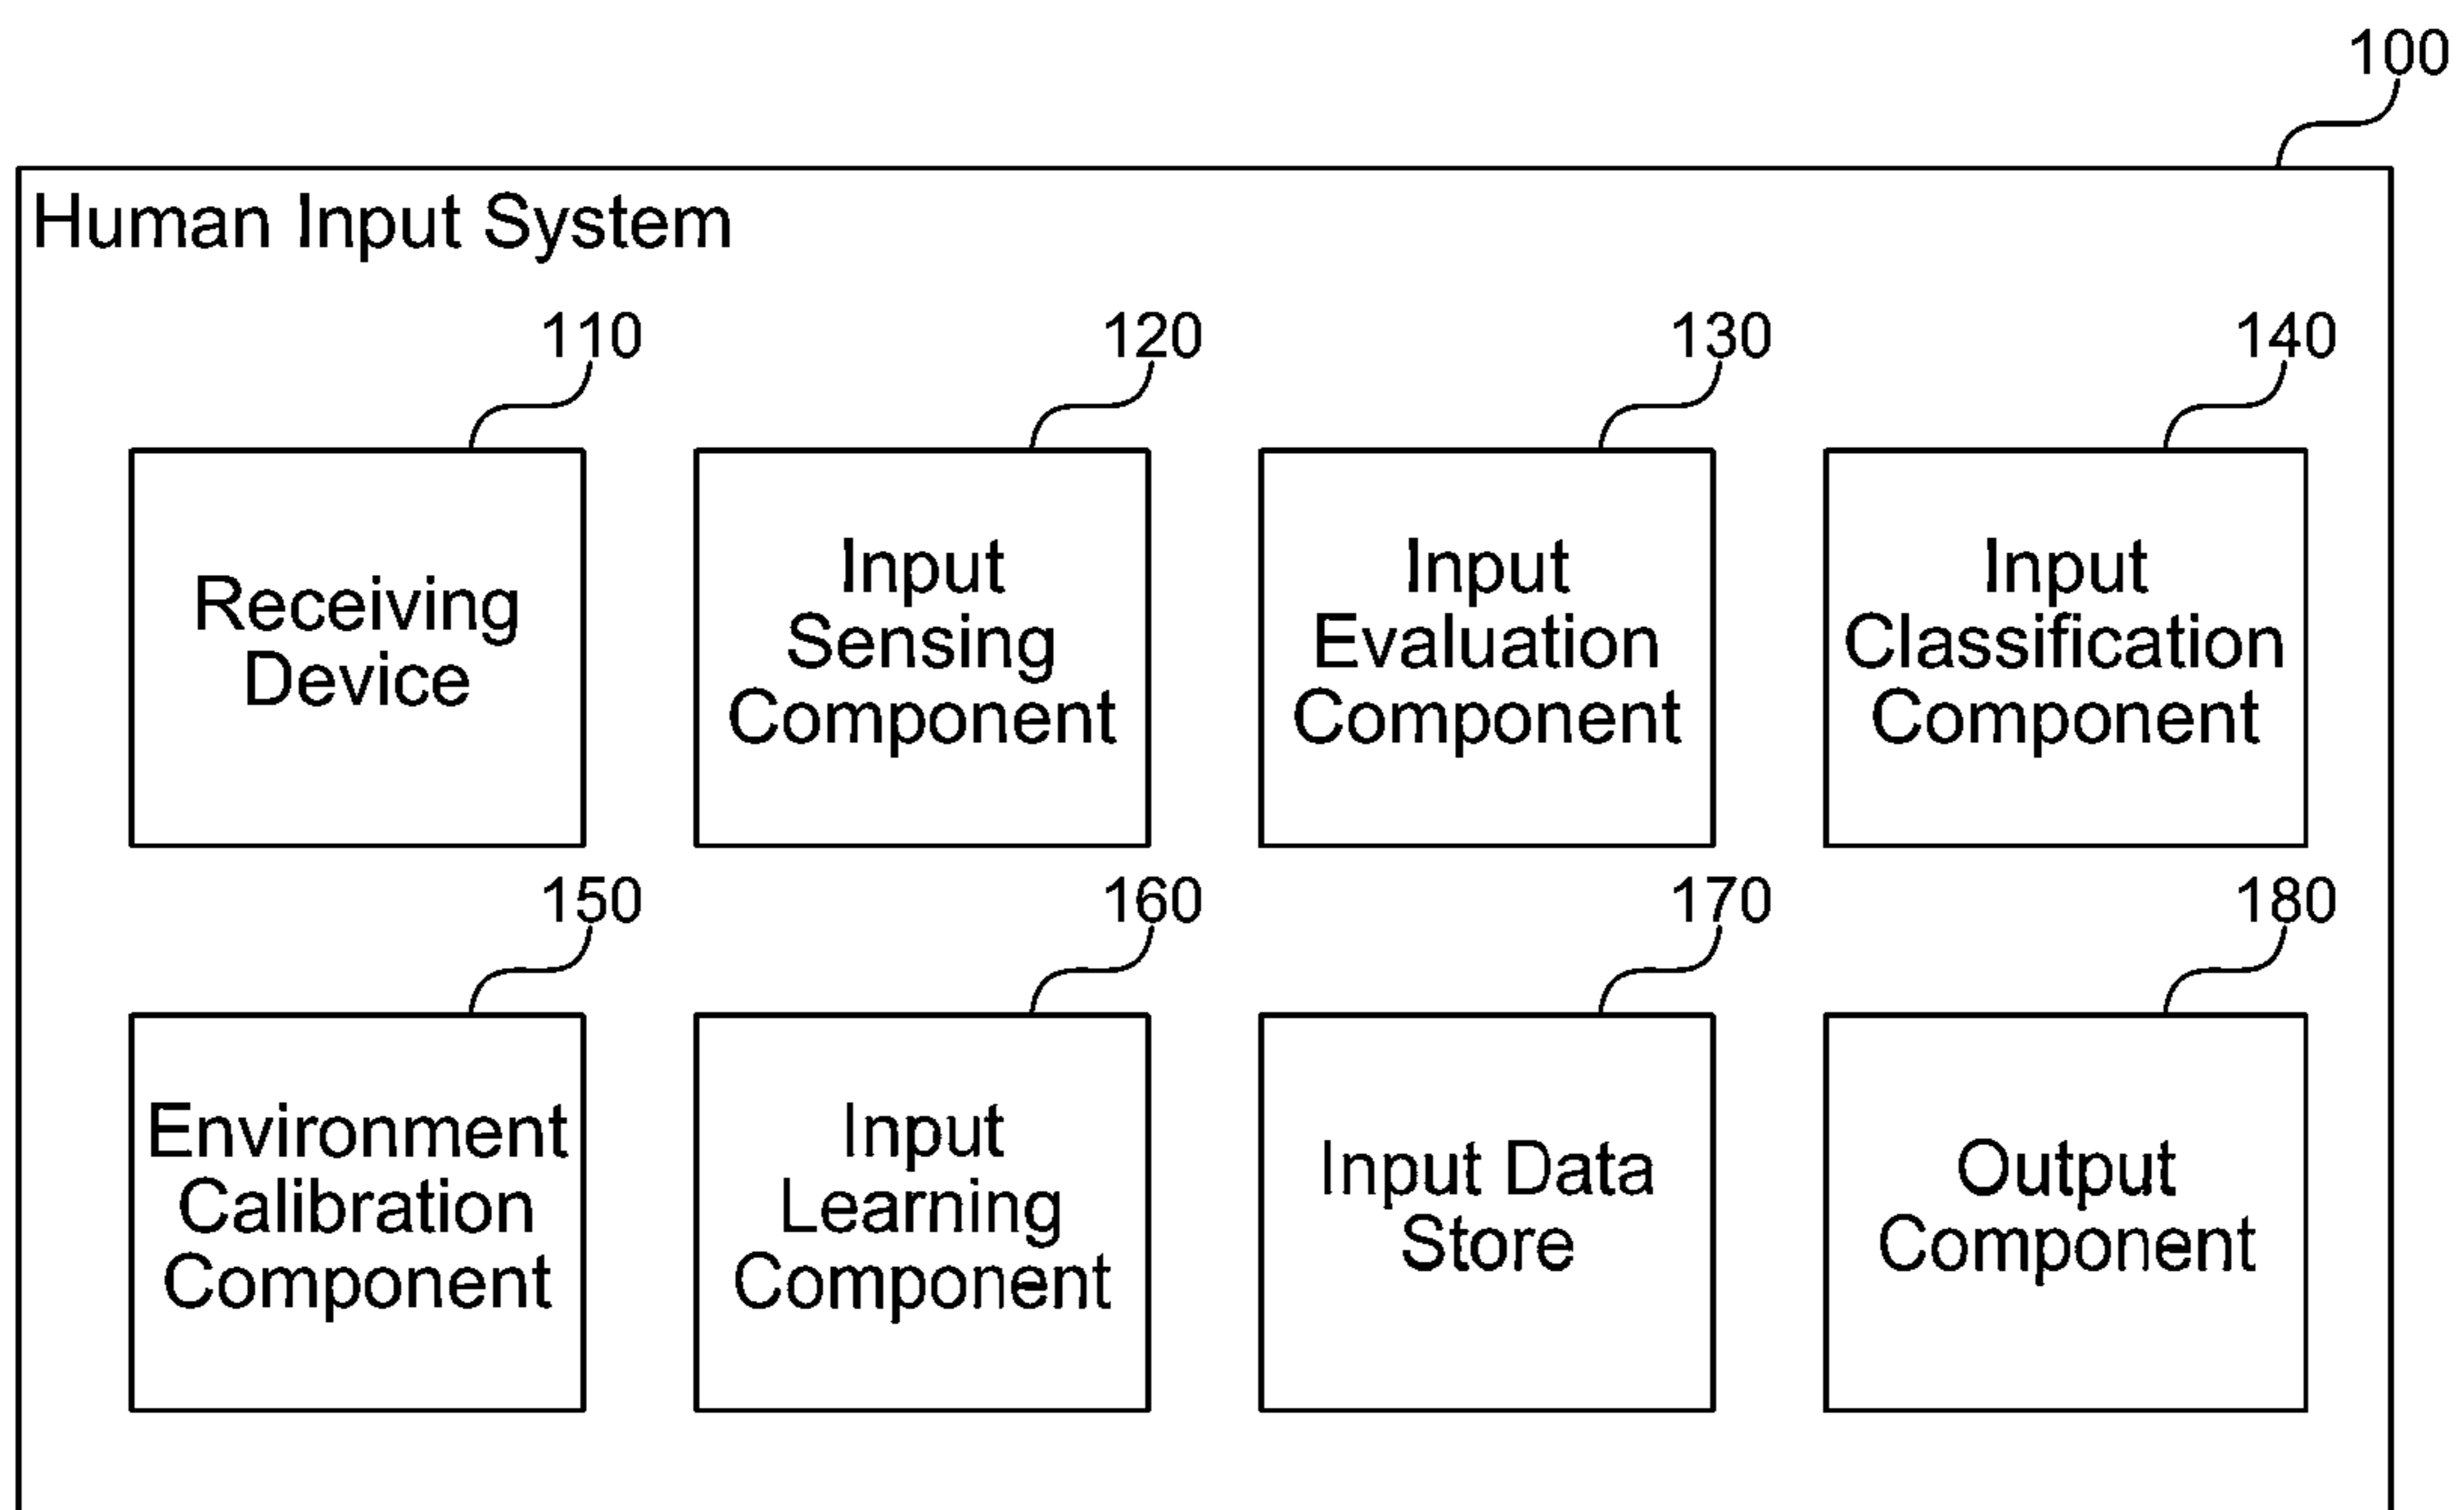 100
Human Input System
110
120
130
140
Receiving
Device
Input
Sensing
Component
Input
Evaluation
Component
Input
Classification
Component
150
160
170
180
Environment
Calibration
Component
Input
Learning
Component
Input Data
Store
Output
Component